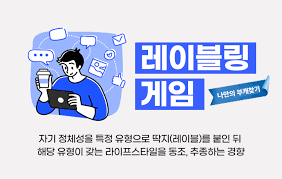 레이블링
게임
나만의 부캐찾기
자기 정체성을 특정 유형으로 딱지(레이블)를 붙인 뒤
해당 유형이 갖는 라이프스타일을 동조, 추종하는 경향